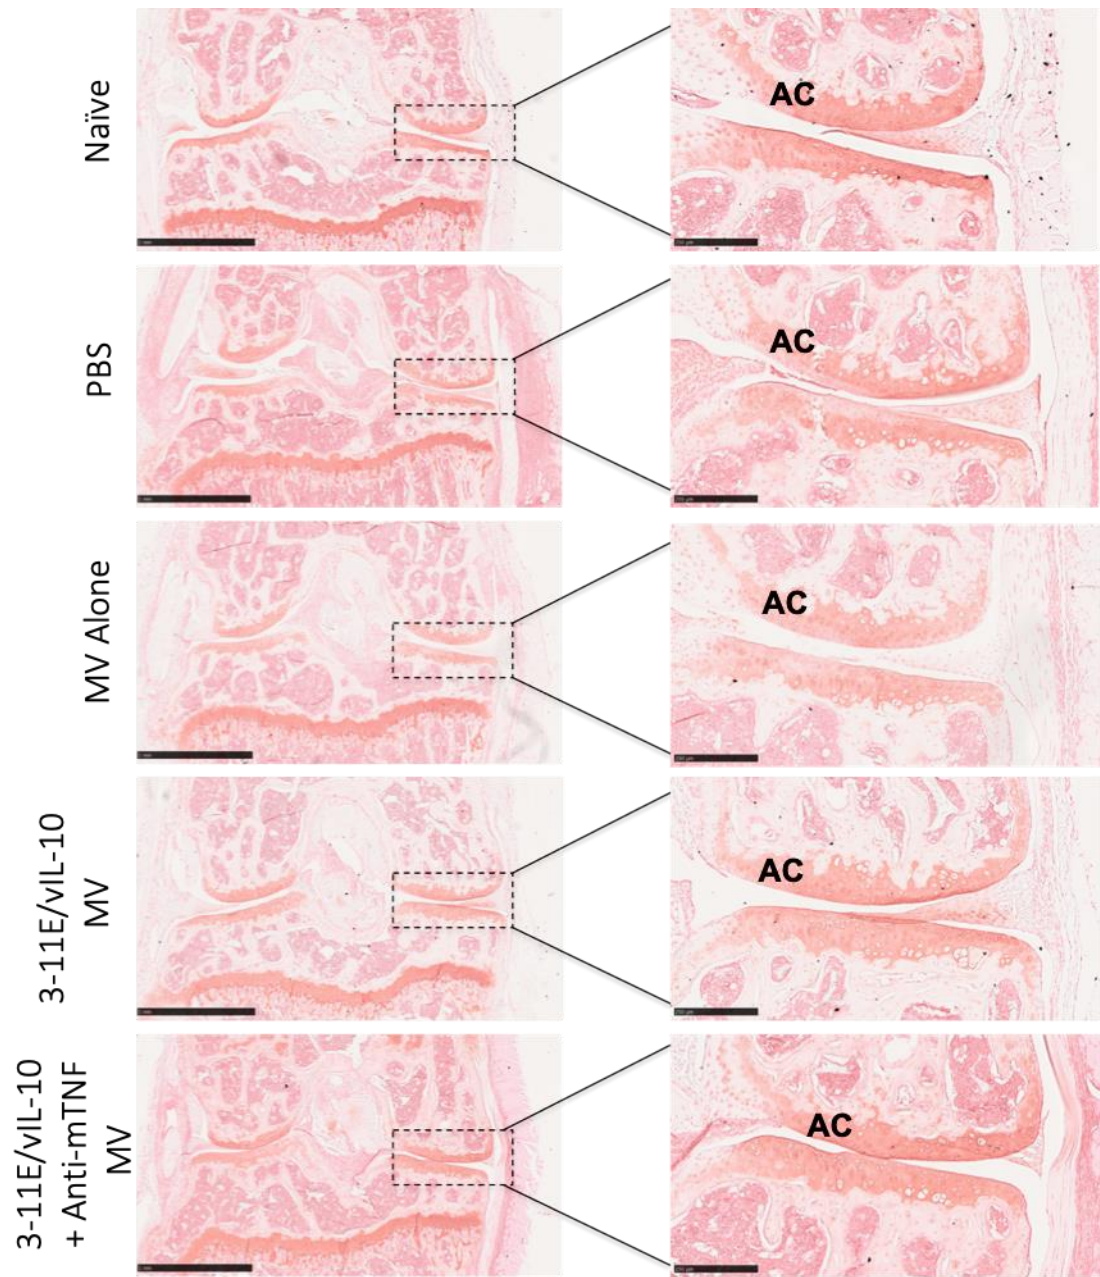 Naïve
AC
PBS
AC
MV Alone
AC
3-11E/vIL-10
MV
AC
3-11E/vIL-10
+ Anti-mTNF
MV
AC